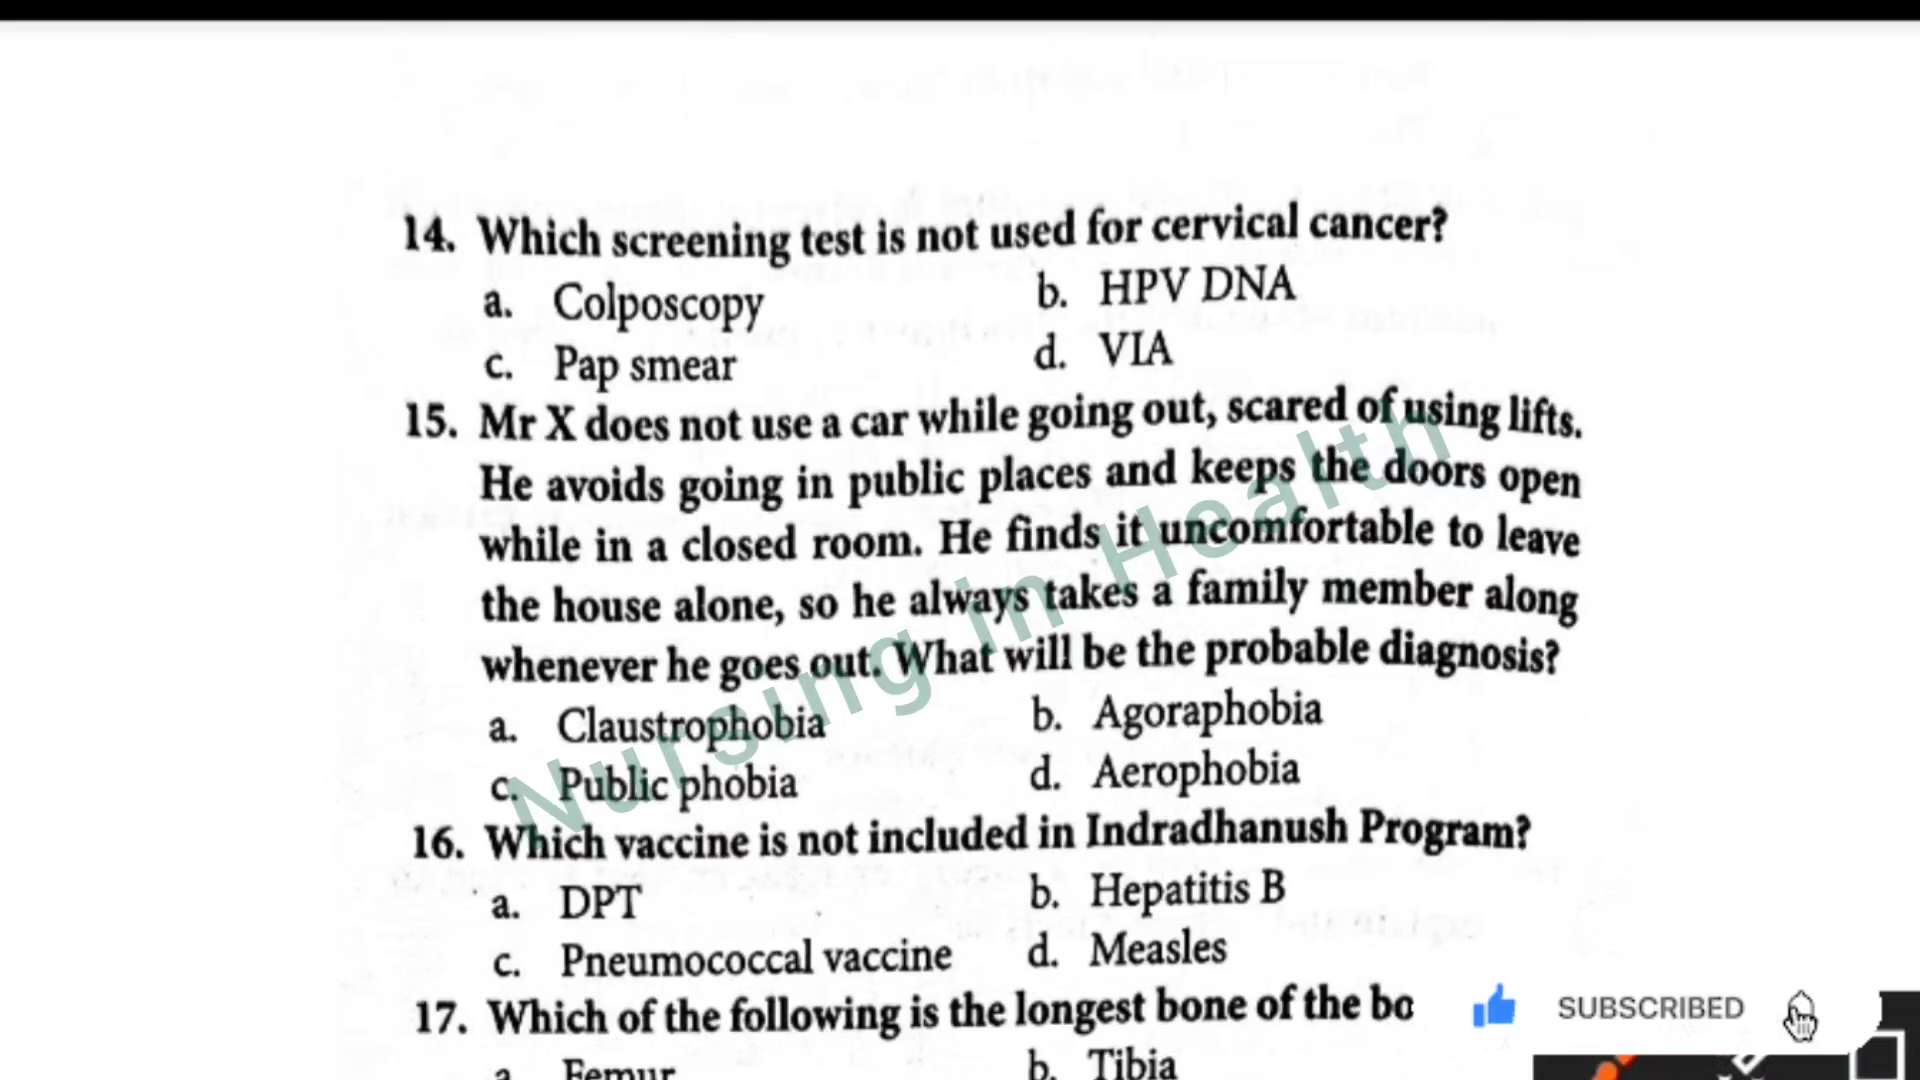 14. Which screening test is not used for cervical cancer?
a. Colposcopy b. HPV DNA
c. Pap smear d. VIA
15. Mr X does not use a car while going out, scared of using lifts.
He avoids going in public places and keeps the doors open
while in a closed room. He finds it uncomfortable to leave
the house alone, so he always takes a family member along
whenever he goes out. What will be the probable diagnosis?
a. Claustrophobia b. Agoraphobia
c. Public phobia d. Aerophobia
16. Which vaccine is not included in Indradhanush Program?
a. DPT b. Hepatitis B
c. Pneumococcal vaccine d. Measles
17. Which of the following is the longest bone of the bo
a. Femur b. Tibia
Nursing in Health
SUBSCRIBED